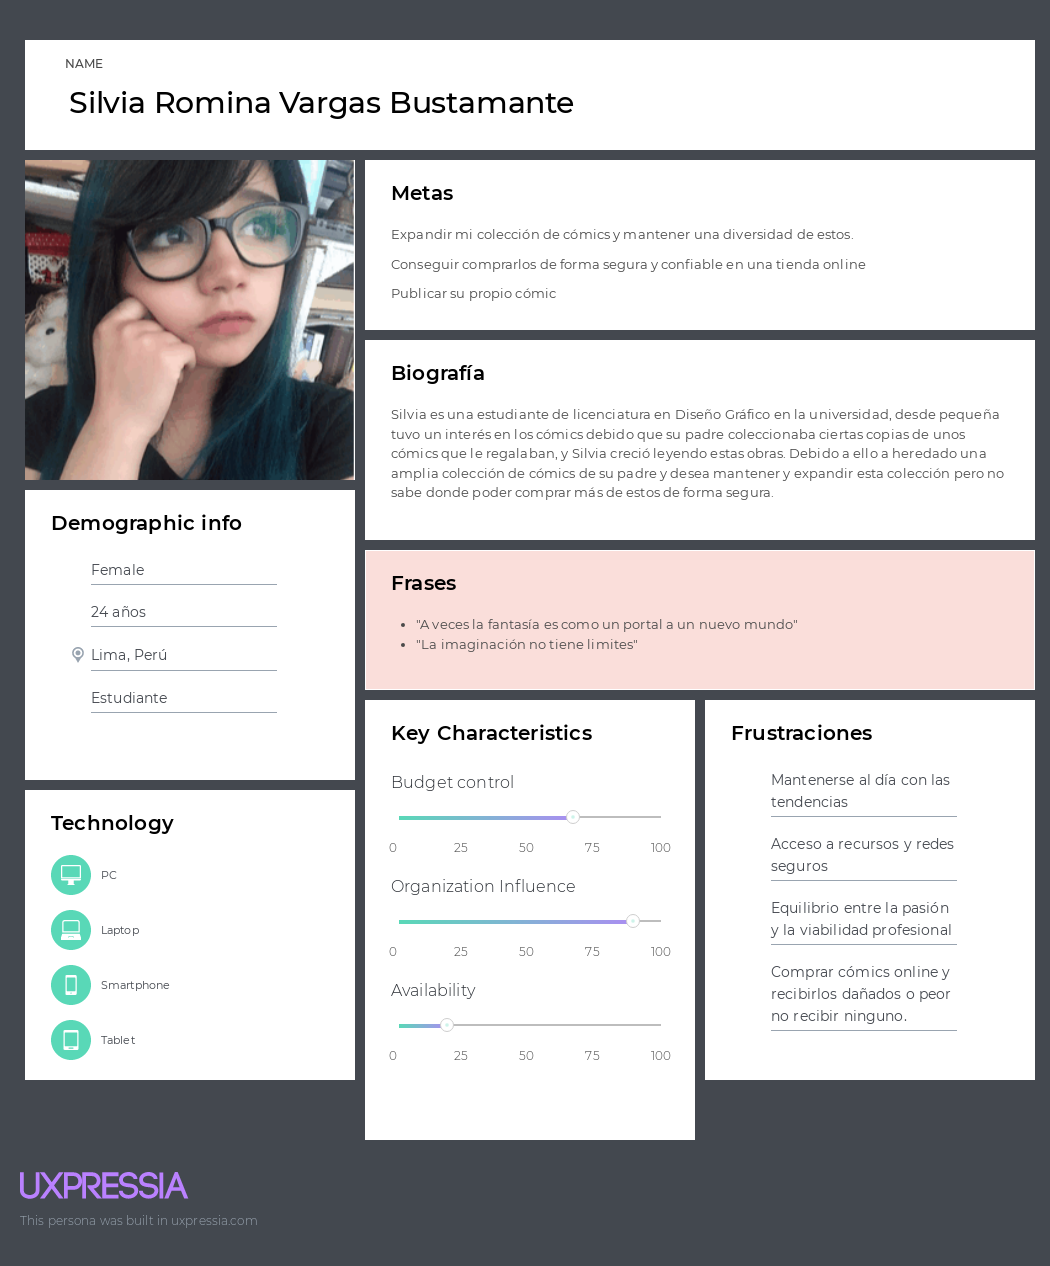 NAME
Silvia Romina Vargas Bustamante
Metas
Expandir mi colección de cómics y mantener una diversidad de estos.
Conseguir comprarlos de forma segura y confiable en una tienda online
Publicar su propio cómic
Biografía
Silvia es una estudiante de licenciatura en Diseño Gráfico en la universidad, desde pequeña
tuvo un interés en los cómics debido que su padre coleccionaba ciertas copias de unos
cómics que le regalaban, y Silvia creció leyendo estas obras. Debido a ello a heredado una
amplia colección de cómics de su padre y desea mantener y expandir esta colección pero no
sabe donde poder comprar más de estos de forma segura.
Demographic info
Female
24 años
Lima, Perú
Estudiante
Frases
• "A veces la fantasía es como un portal a un nuevo mundo"
• "La imaginación no tiene limites"
Technology
PC
Laptop
Smartphone
Tablet
Key Characteristics
Budget control
0 25 50 75 100
Organization Influence
0 25 50 75 100
Availability
0 25 50 75 100
Frustraciones
Mantenerse al día con las
tendencias
Acceso a recursos y redes
seguros
Equilibrio entre la pasión
y la viabilidad profesional
Comprar cómics online y
recibirlos dañados o peor
no recibir ninguno.
UXPRESSIA
This persona was built in uxpressia.com